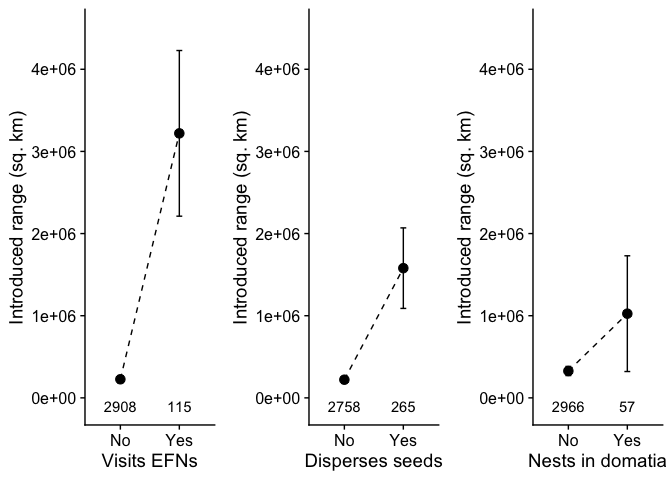 Introduced range (sq. km)
4e+06
3e+06
2e+06
1e+06
0e+00
2908 115
No Yes
Visits EFNs
Introduced range (sq. km)
4e+06
3e+06
2e+06
1e+06
0e+00
2758 265
No Yes
Disperses seeds
Introduced range (sq. km)
4e+06
3e+06
2e+06
1e+06
0e+00
2966 57
No Yes
Nests in domatia